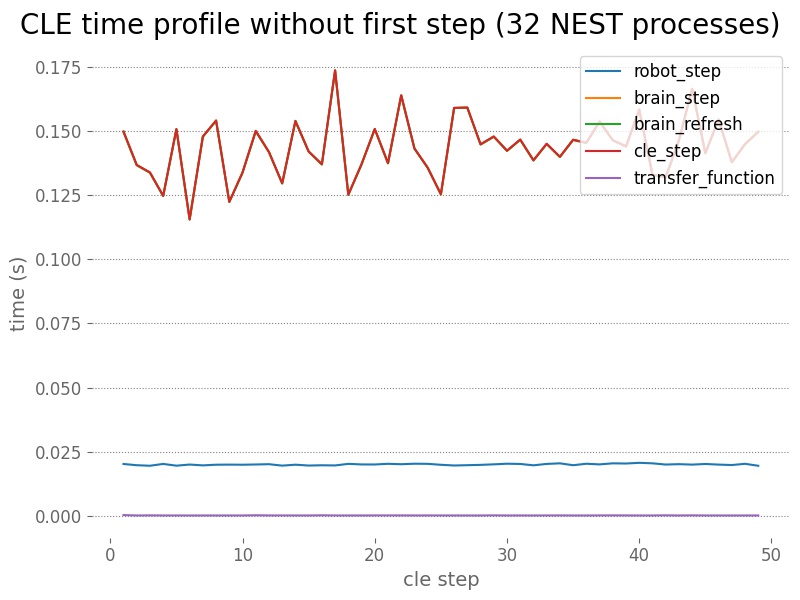 CLE time profile without first step (32 NEST processes)
robot_step
brain_step
brain_refresh
cle_step
transfer_function
0.175
0.150
0.125
0.100
0.075
0.050
0.025
0.000
time (s)
0 10 20 30 40 50
cle step